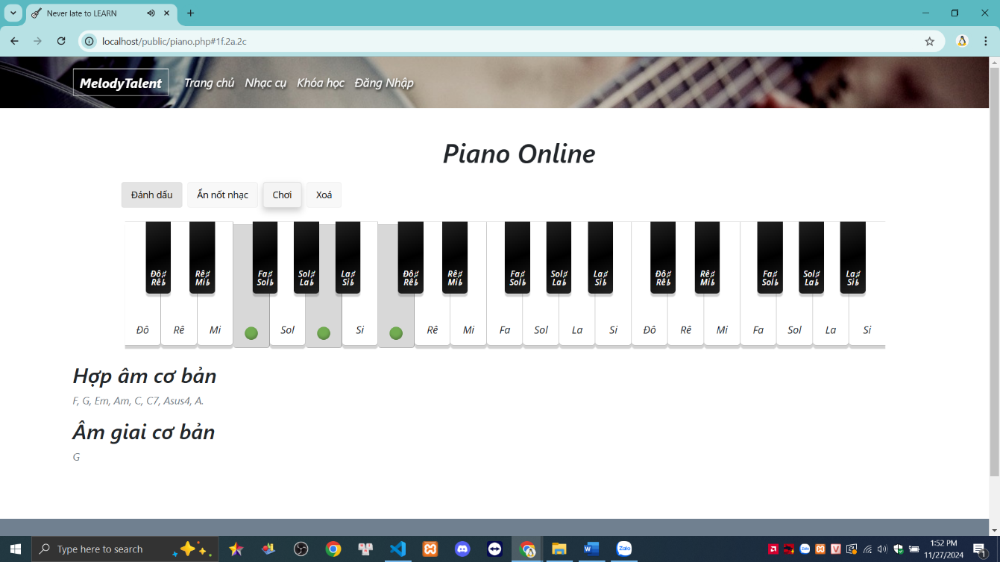 Never late to LEARN
localhost/public/piano.php#1f.2a.2c
MelodyTalent Trang chủ Nhạc cụ Khóa học Đăng Nhập
Piano Online
Đánh dấu Ẩn nốt nhạc Chơi Xoá
Đô♯ Rê♯ Fa♯ Sol♯ La♯ Đô♯ Rê♯ Fa♯ Sol♯ La♯ Đô♯ Rê♯ Fa♯ Sol♯ La♯
Rê♭ Mi♭ Sol♭ La♭ Si♭ Rê♭ Mi♭ Sol♭ La♭ Si♭ Rê♭ Mi♭ Sol♭ La♭ Si♭
Đô Rê Mi Sol Si Rê Mi Fa Sol La Si Đô Rê Mi Fa Sol La Si
Hợp âm cơ bản
F, G, Em, Am, C, C7, Asus4, A.
Âm giai cơ bản
G
Type here to search
Zalo
1:52 PM
11/27/2024
1